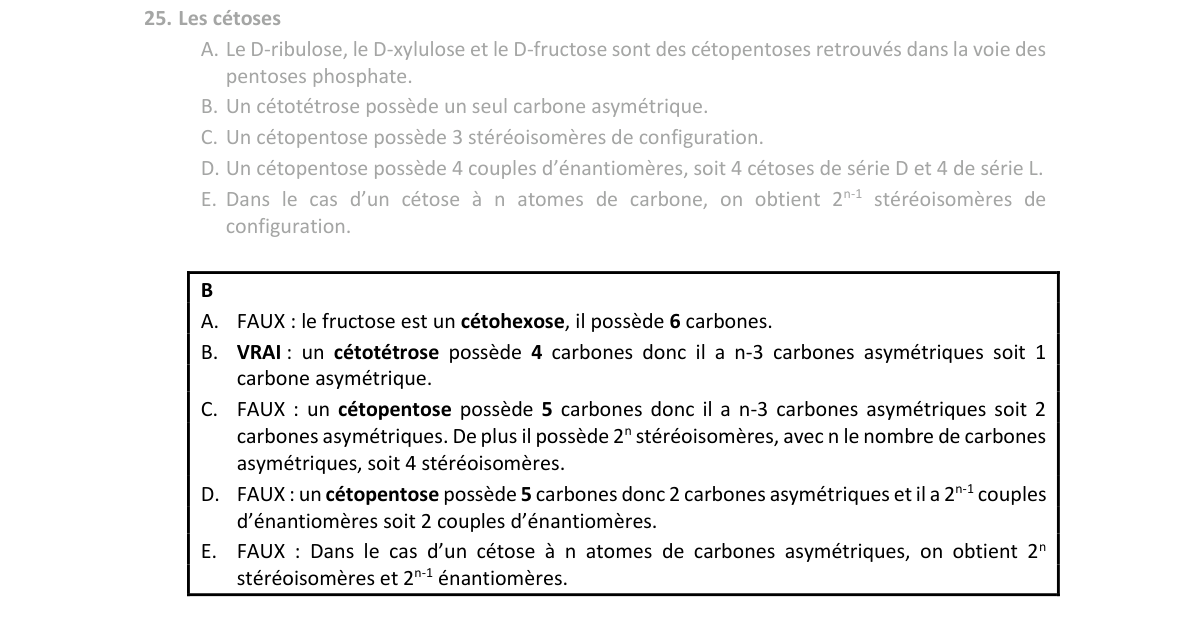 25. Les cétoses
A. Le D-ribulose, le D-xylulose et le D-fructose sont des cétopentoses retrouvés dans la voie des
pentoses phosphate.
B. Un cétotétrose possède un seul carbone asymétrique.
C. Un cétopentose possède 3 stéréoisomères de configuration.
D. Un cétopentose possède 4 couples d’énantiomères, soit 4 cétoses de série D et 4 de série L.
E. Dans le cas d’un cétose à n atomes de carbone, on obtient 2ⁿ⁻¹ stéréoisomères de
configuration.
B
A. FAUX : le fructose est un cétohexose, il possède 6 carbones.
B. VRAI : un cétotétrose possède 4 carbones donc il a n-3 carbones asymétriques soit 1
carbone asymétrique.
C. FAUX : un cétopentose possède 5 carbones donc il a n-3 carbones asymétriques soit 2
carbones asymétriques. De plus il possède 2ⁿ stéréoisomères, avec n le nombre de carbones
asymétriques, soit 4 stéréoisomères.
D. FAUX : un cétopentose possède 5 carbones donc 2 carbones asymétriques et il a 2ⁿ⁻¹ couples
d’énantiomères soit 2 couples d’énantiomères.
E. FAUX : Dans le cas d’un cétose à n atomes de carbones asymétriques, on obtient 2ⁿ
stéréoisomères et 2ⁿ⁻¹ énantiomères.